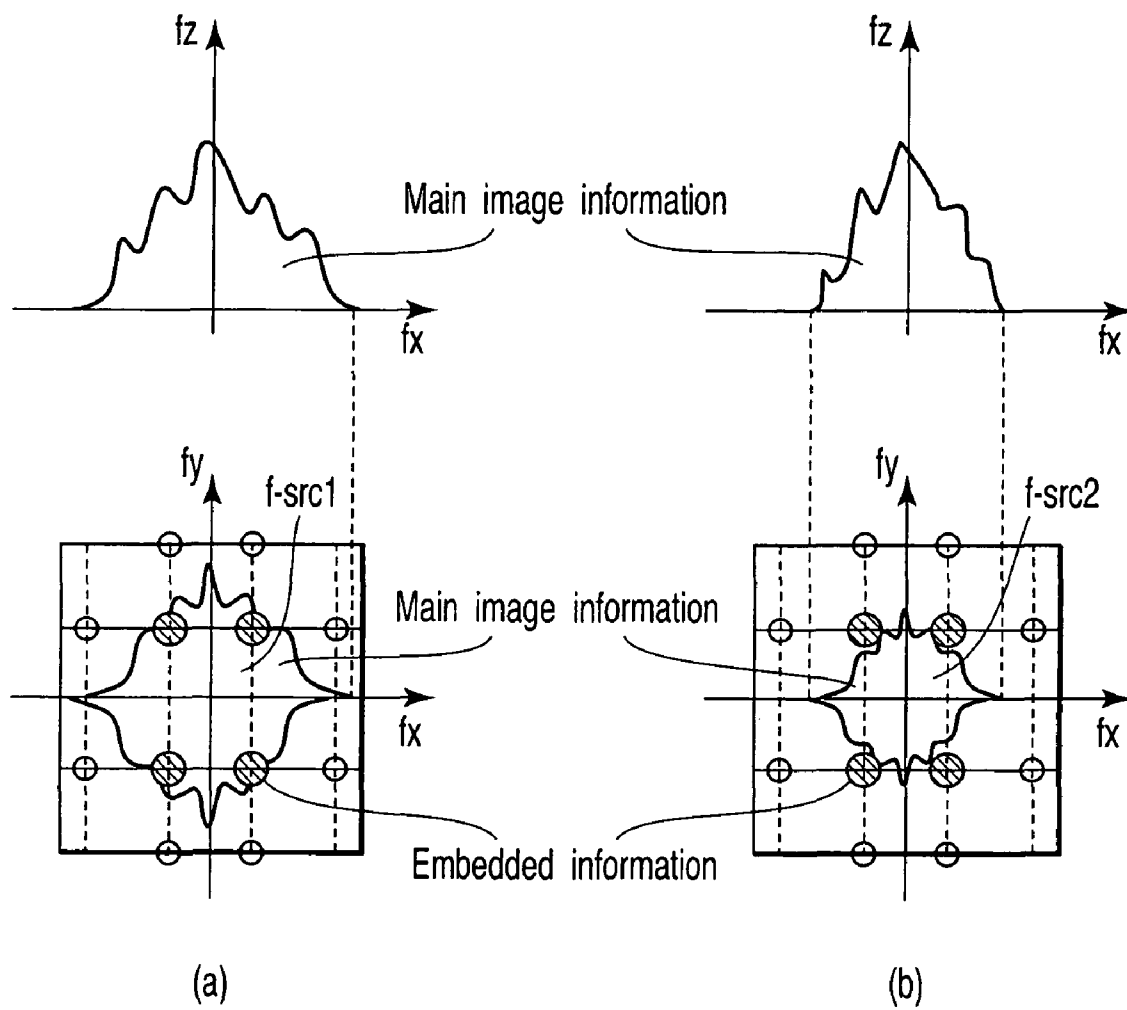 fz
fz
Main image information
fx
fx
fy
f-src1
fy
f-src2
Main image information
fx
fx
Embedded information
(a)
(b)